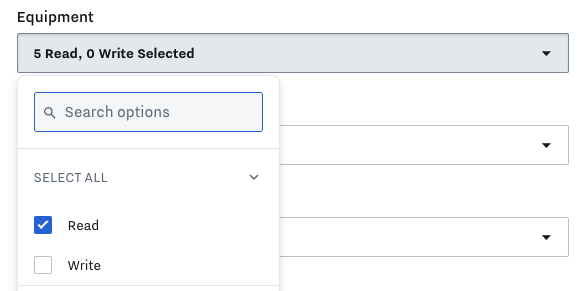 Equipment
5 Read, 0 Write Selected
Search options
SELECT ALL
Read
Write